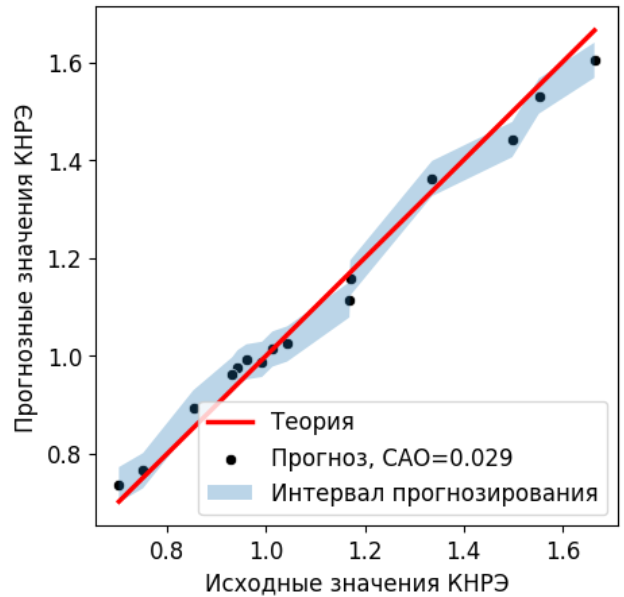 Прогнозные значения КНРЭ
1.6
1.4
1.2
1.0
0.8
Теория
Прогноз, САО=0.029
Интервал прогнозирования
0.8 1.0 1.2 1.4 1.6
Исходные значения КНРЭ